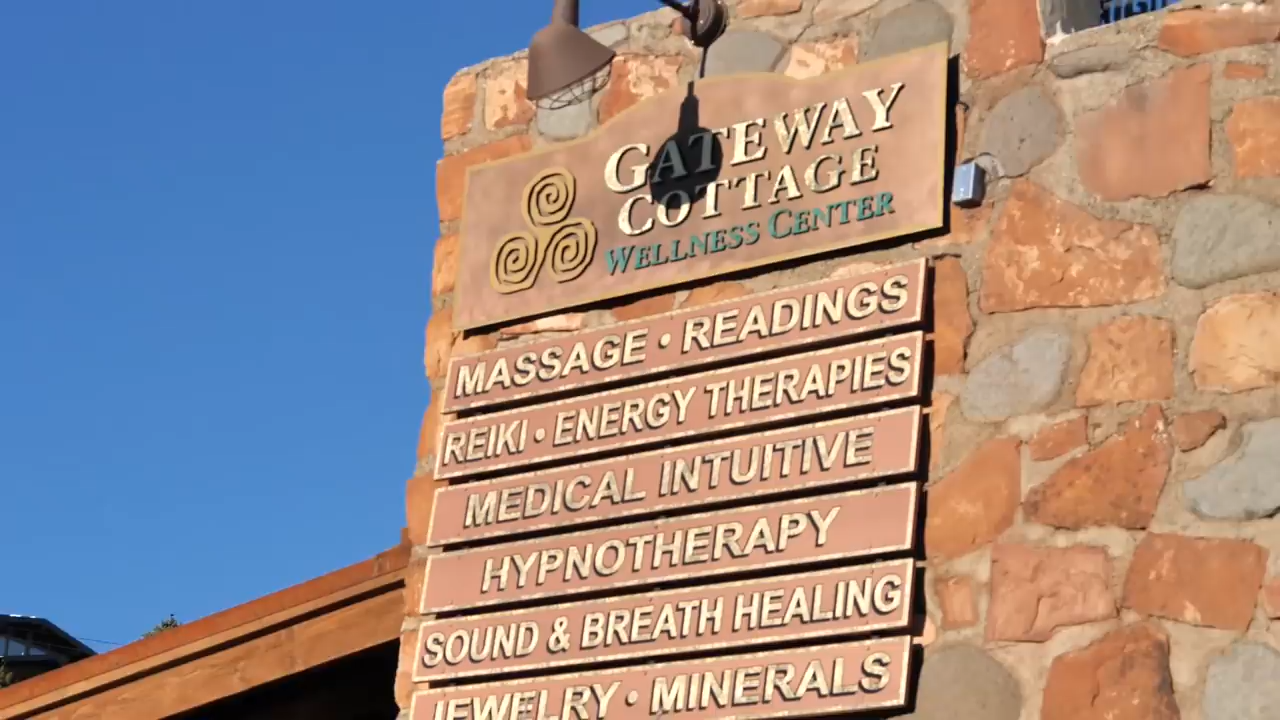 GATEWAY
COTTAGE
WELLNESS CENTER
MASSAGE • READINGS
REIKI • ENERGY THERAPIES
MEDICAL INTUITIVE
HYPNOTHERAPY
SOUND & BREATH HEALING
JEWELRY • MINERALS